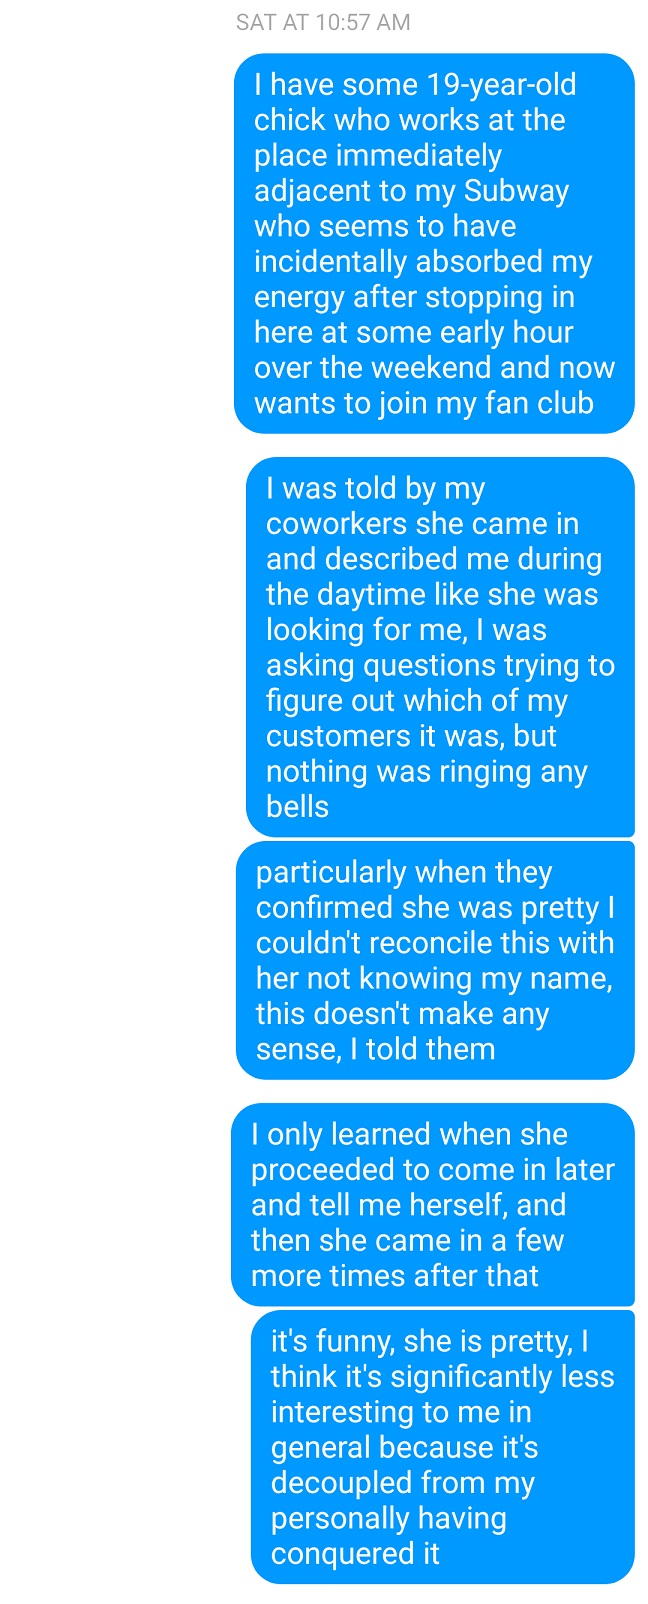 SAT AT 10:57 AM
I have some 19-year-old
chick who works at the
place immediately
adjacent to my Subway
who seems to have
incidentally absorbed my
energy after stopping in
here at some early hour
over the weekend and now
wants to join my fan club
I was told by my
coworkers she came in
and described me during
the daytime like she was
looking for me, I was
asking questions trying to
figure out which of my
customers it was, but
nothing was ringing any
bells
particularly when they
confirmed she was pretty I
couldn't reconcile this with
her not knowing my name,
this doesn't make any
sense, I told them
I only learned when she
proceeded to come in later
and tell me herself, and
then she came in a few
more times after that
it's funny, she is pretty, I
think it's significantly less
interesting to me in
general because it's
decoupled from my
personally having
conquered it